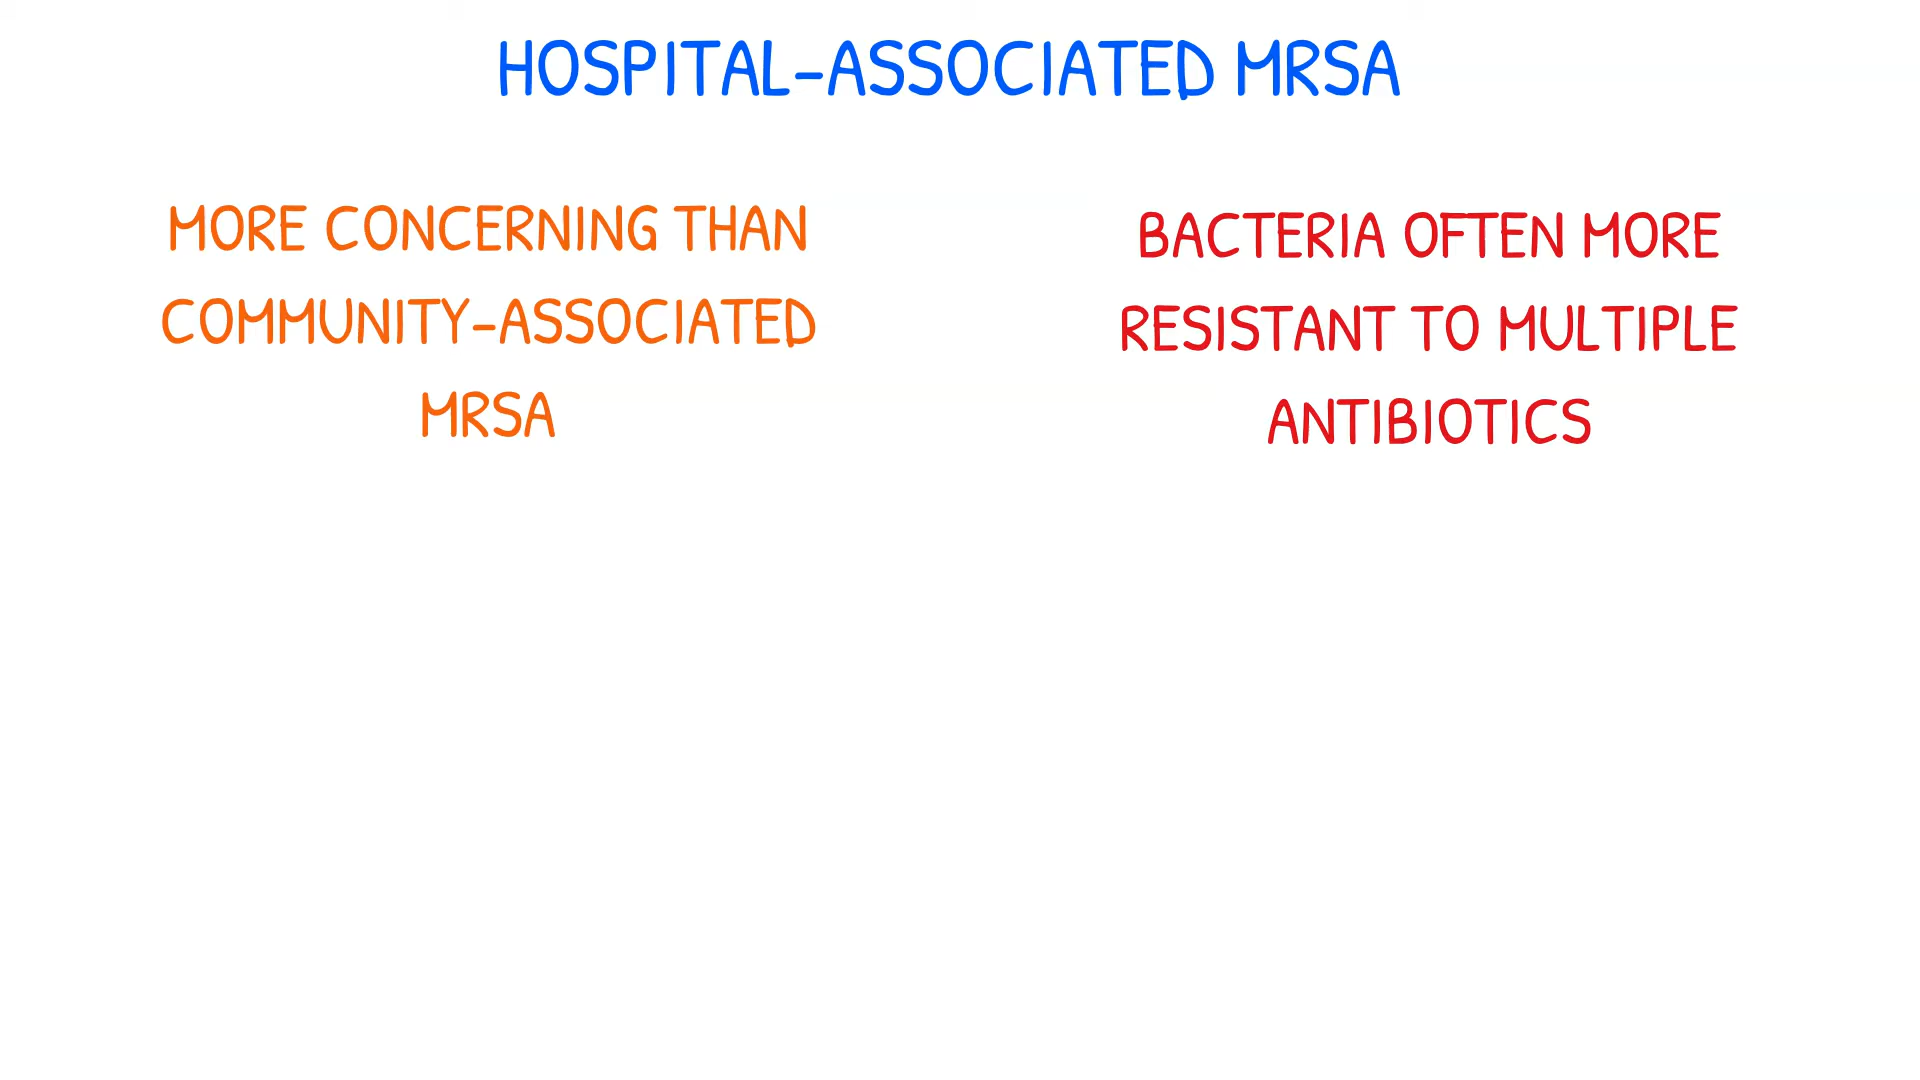 HOSPITAL-ASSOCIATED MRSA
MORE CONCERNING THAN
COMMUNITY-ASSOCIATED
MRSA
BACTERIA OFTEN MORE
RESISTANT TO MULTIPLE
ANTIBIOTICS